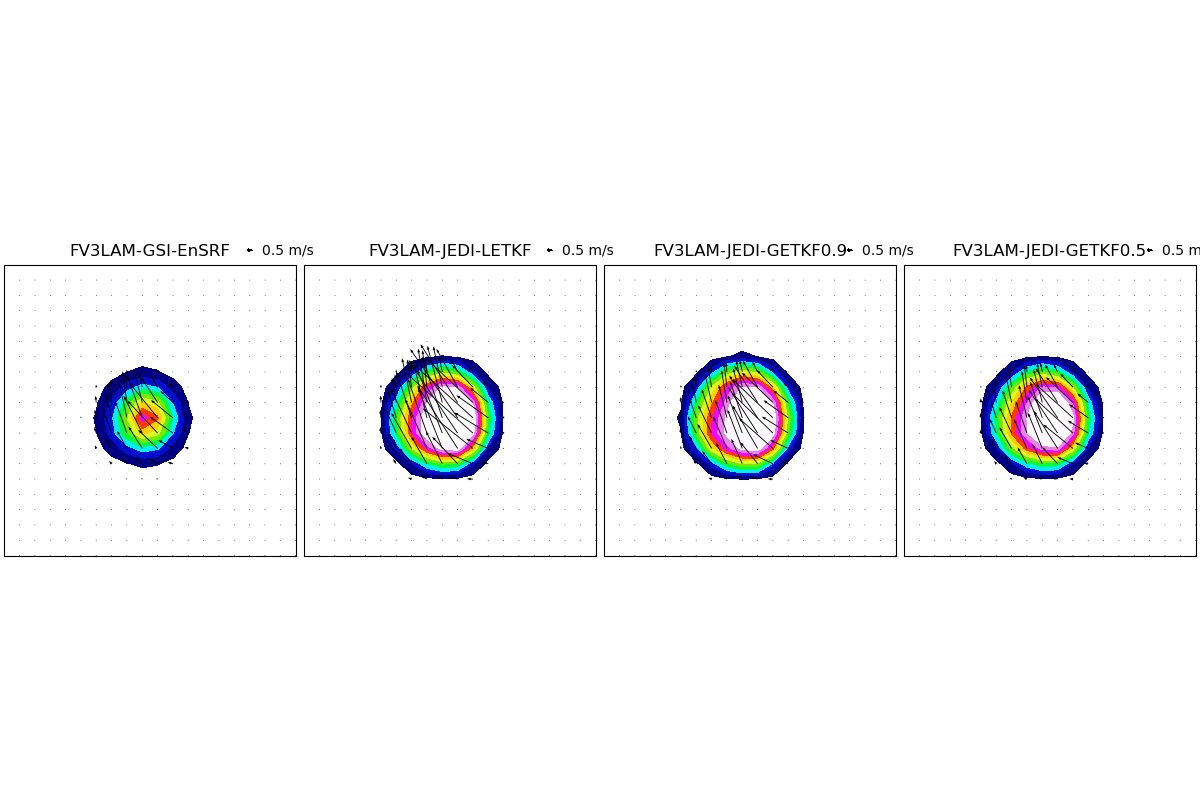 FV3LAM-GSI-EnSRF 0.5 m/s
FV3LAM-JEDI-LETKF 0.5 m/s
FV3LAM-JEDI-GETKF0.9 0.5 m/s
FV3LAM-JEDI-GETKF0.5 0.5 m